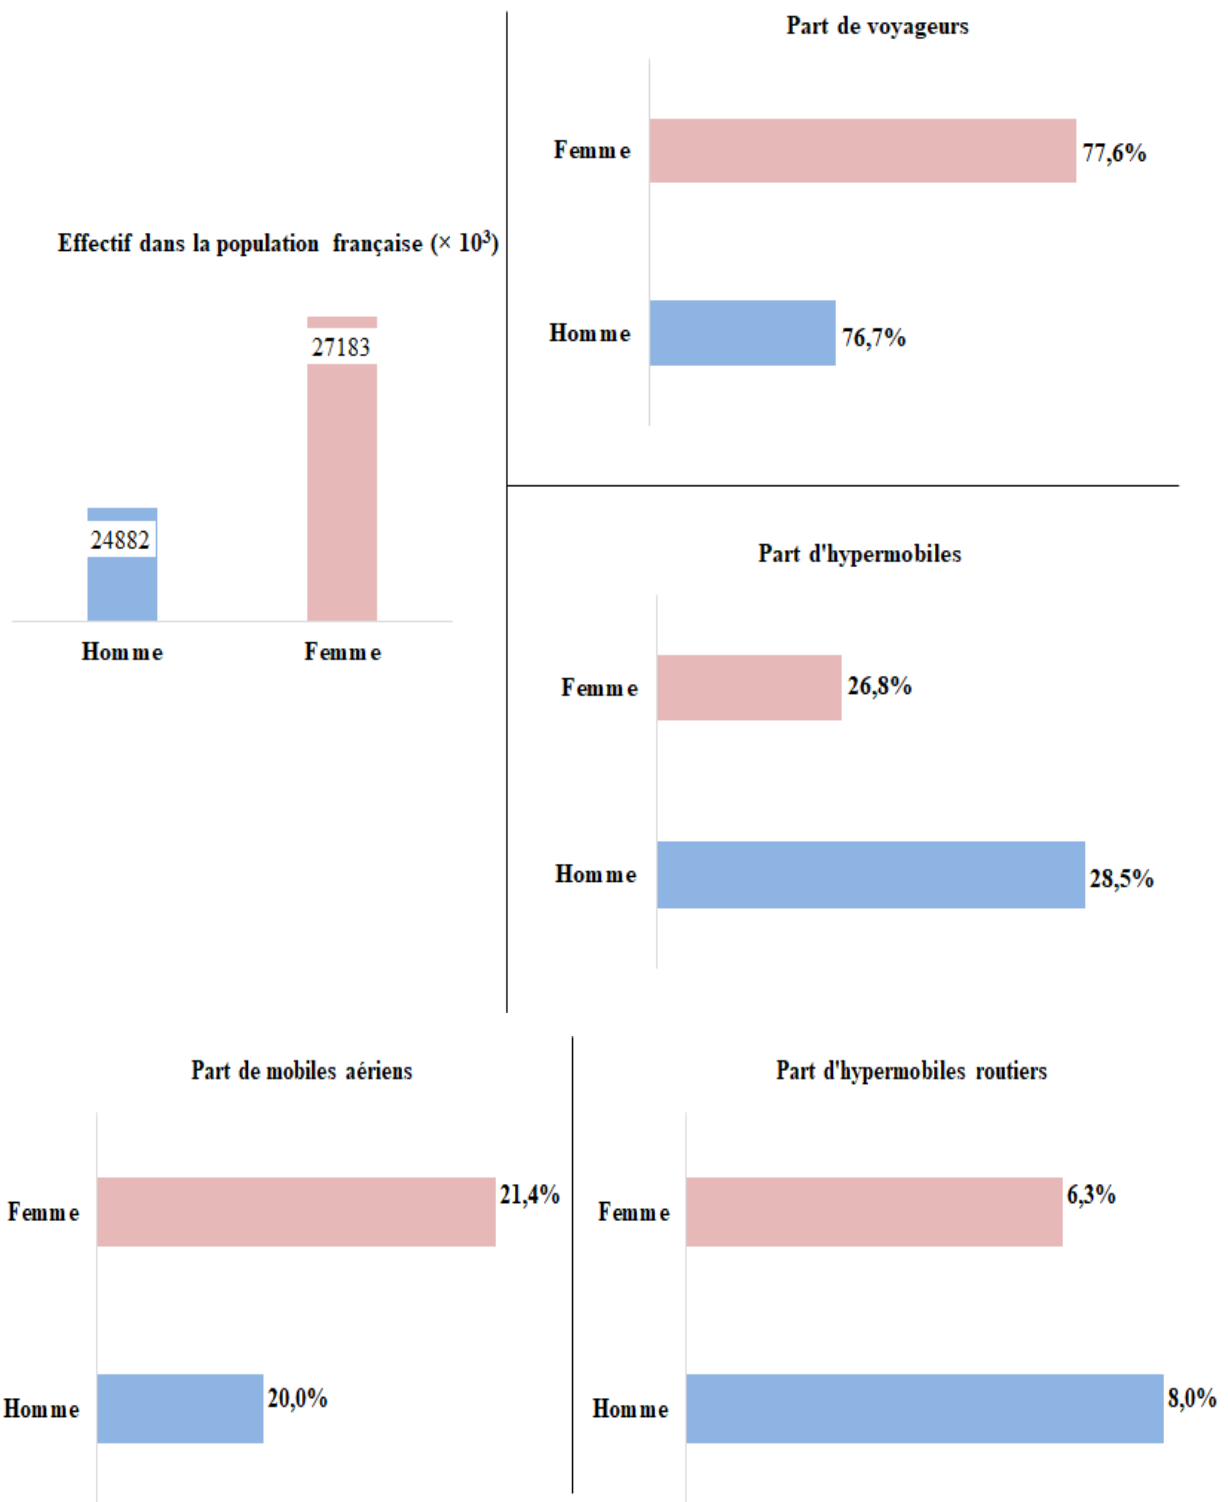 Effectif dans la population française (× 10³)
27183
24882
Homme
Femme
Part de voyageurs
Femme
77,6%
Homme
76,7%
Part d'hypermobiles
Femme
26,8%
Homme
28,5%
Part de mobiles aériens
Femme
21,4%
Homme
20,0%
Part d'hypermobiles routiers
Femme
6,3%
Homme
8,0%